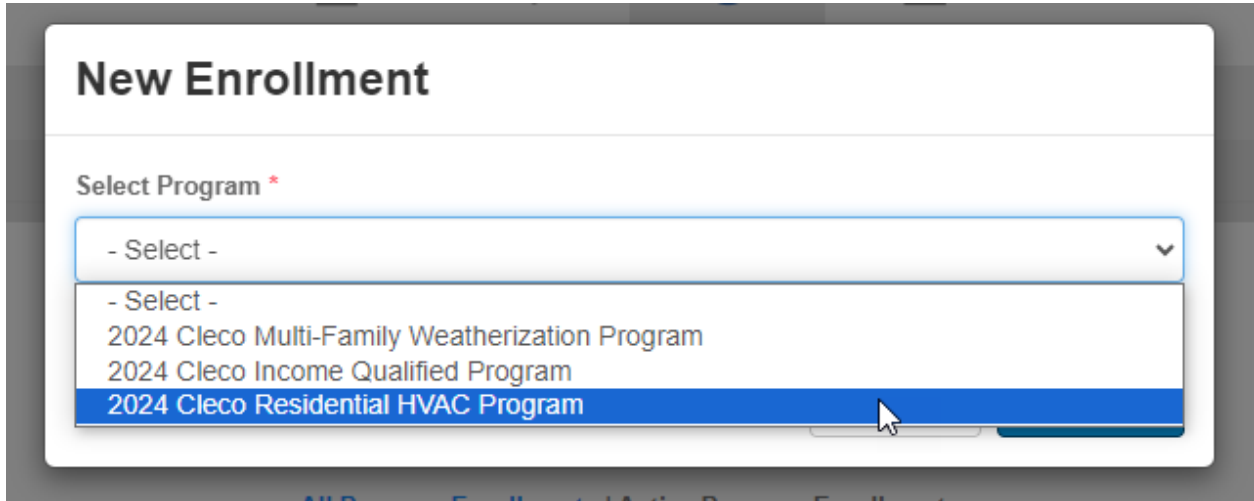 New Enrollment
Select Program *
- Select -
- Select -
2024 Cleco Multi-Family Weatherization Program
2024 Cleco Income Qualified Program
2024 Cleco Residential HVAC Program